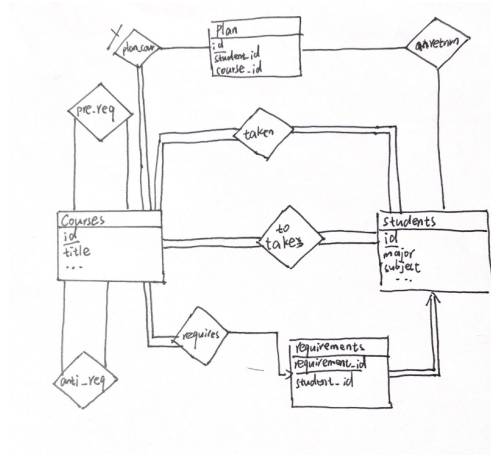 Plan
id
student_id
course_id
plan_cour
pre_req
taken
Courses
id
title
...
to
takes
Students
id
major
subject
...
requires
anti_req
requirements
requirement_id
student_id